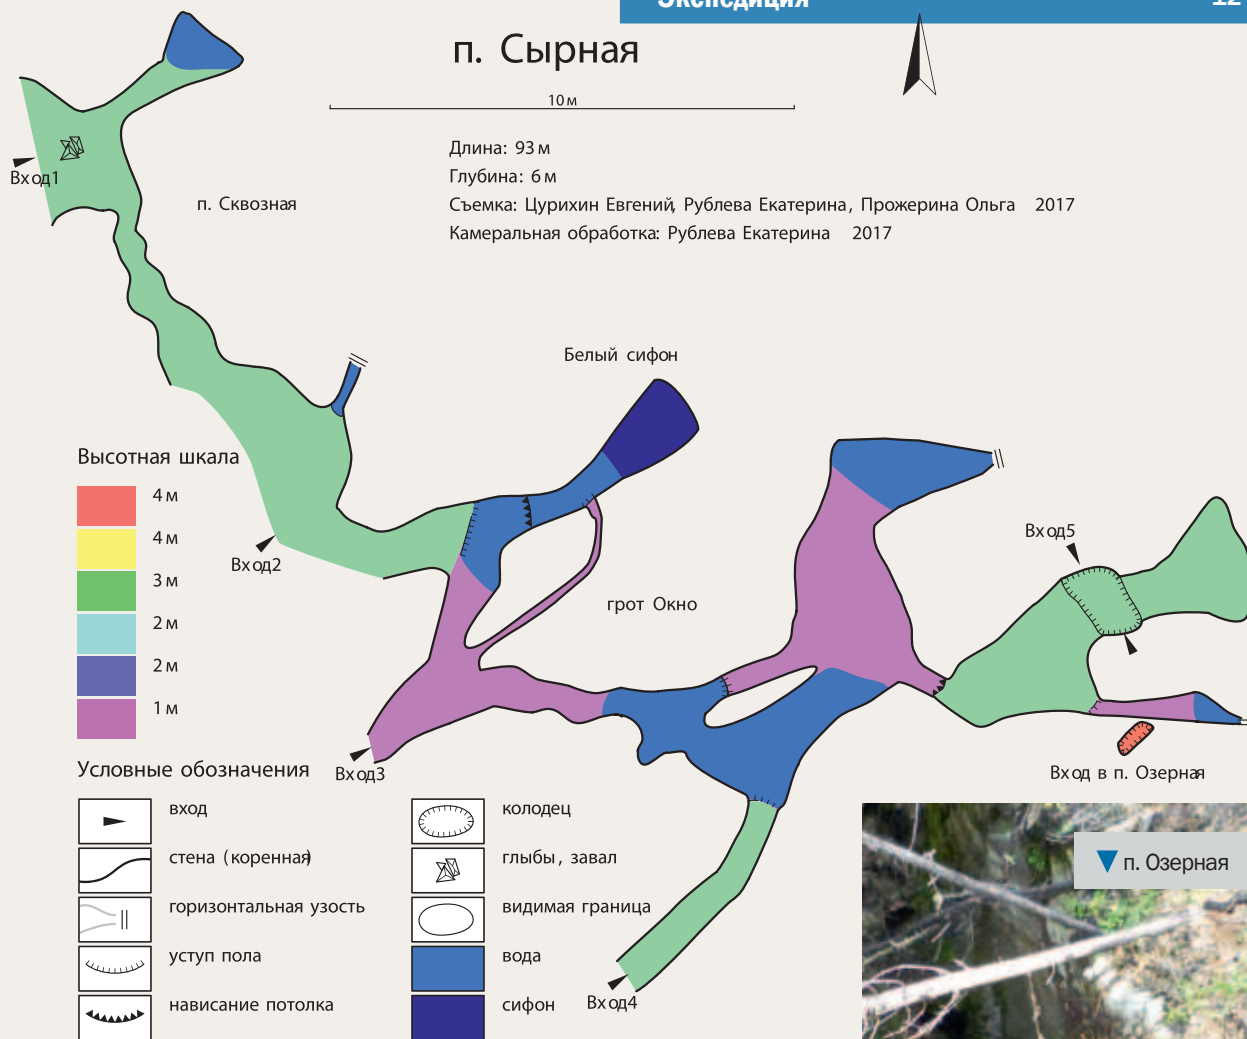 Экспедиция 12
п. Сырная
10 м
Длина: 93 м
Глубина: 6 м
Съемка: Цурихин Евгений, Рублева Екатерина, Прожерина Ольга 2017
Камеральная обработка: Рублева Екатерина 2017
Вход1
п. Сквозная
Белый сифон
Высотная шкала
4 м
4 м
3 м
2 м
2 м
1 м
Вход2
грот Окно
Вход5
Вход3
Вход в п. Озерная
Условные обозначения
вход
стена (коренная)
горизонтальная узость
уступ пола
нависание потолка
колодец
глыбы, завал
видимая граница
вода
сифон
Вход4
п. Озерная